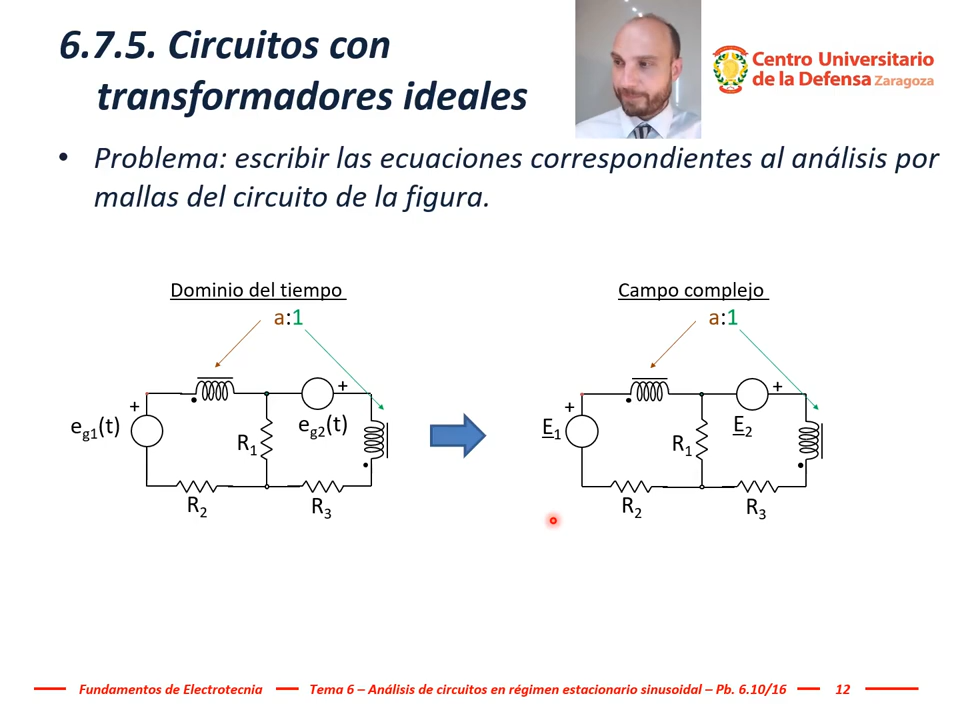 6.7.5. Circuitos con
transformadores ideales
Centro Universitario
de la Defensa Zaragoza
• Problema: escribir las ecuaciones correspondientes al análisis por
mallas del circuito de la figura.
Dominio del tiempo
a:1
+
+
eg1(t)
R1
eg2(t)
R2
R3
Campo complejo
a:1
+
+
E1
R1
E2
R2
R3
Fundamentos de Electrotecnia
Tema 6 – Análisis de circuitos en régimen estacionario sinusoidal – Pb. 6.10/16
12